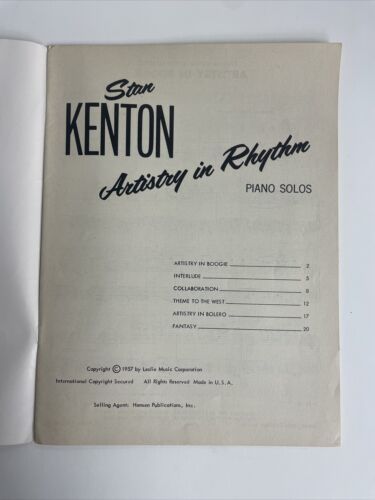 Stan
KENTON
Artistry in Rhythm
PIANO SOLOS
ARTISTRY IN BOOGIE 2
INTERLUDE 5
COLLABORATION 8
THEME TO THE WEST 12
ARTISTRY IN BOLERO 17
FANTASY 20
Copyright © 1957 by Leslie Music Corporation
International Copyright Secured All Rights Reserved Made in U.S.A.
Selling Agent: Hansen Publications, Inc.